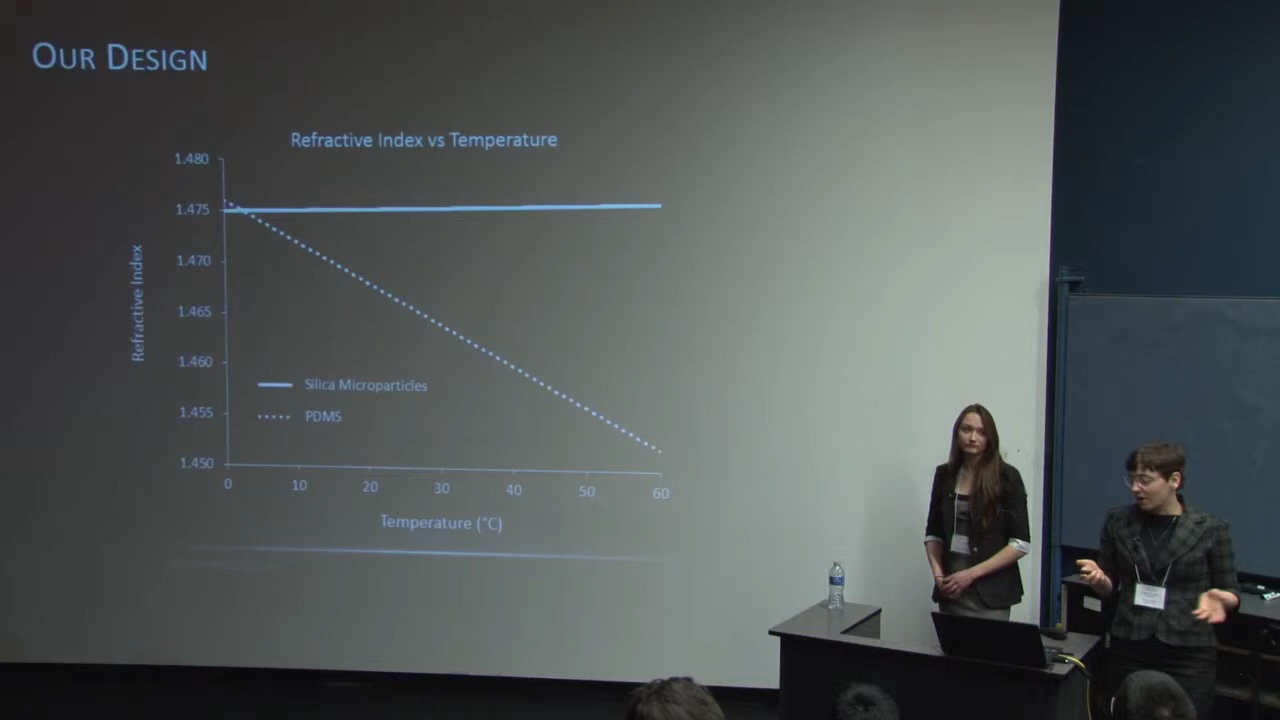 OUR DESIGN
Refractive Index vs Temperature
1.480
1.475
1.470
1.465
1.460
1.455
1.450
Refractive Index
Silica Microparticles
PDMS
0 10 20 30 40 50 60
Temperature (°C)